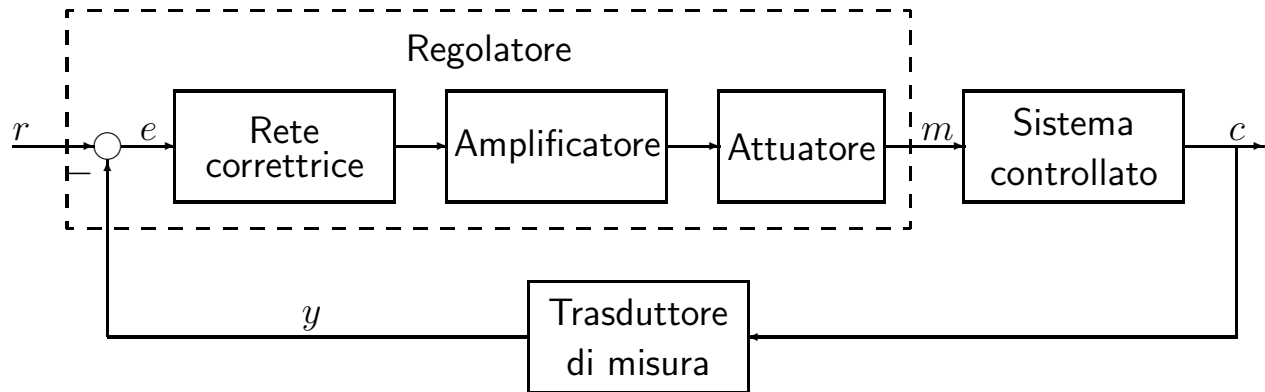 Regolatore
r
e
Rete
correttrice
Amplificatore
Attuatore
m
Sistema
controllato
c
−
y
Trasduttore
di misura